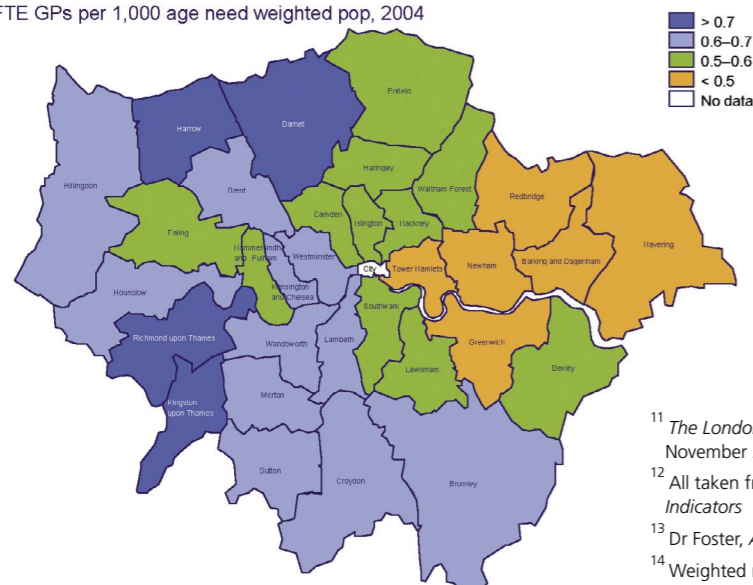 FTE GPs per 1,000 age need weighted pop, 2004
> 0.7
0.6–0.7
0.5–0.6
< 0.5
No data
Enfield
Harrow
Barnet
Hillingdon
Brent
Haringey
Waltham Forest
Redbridge
Havering
Camden
Islington
Hackney
Ealing
Hammersmith
and Fulham
Westminster
City
Tower Hamlets
Newham
Barking and Dagenham
Kensington
and Chelsea
Hounslow
Southwark
Richmond upon Thames
Wandsworth
Lambeth
Greenwich
Lewisham
Bexley
Kingston
upon Thames
Merton
Sutton
Croydon
Bromley
11 The London
November
12 All taken fr
Indicators
13 Dr Foster, A
14 Weighted